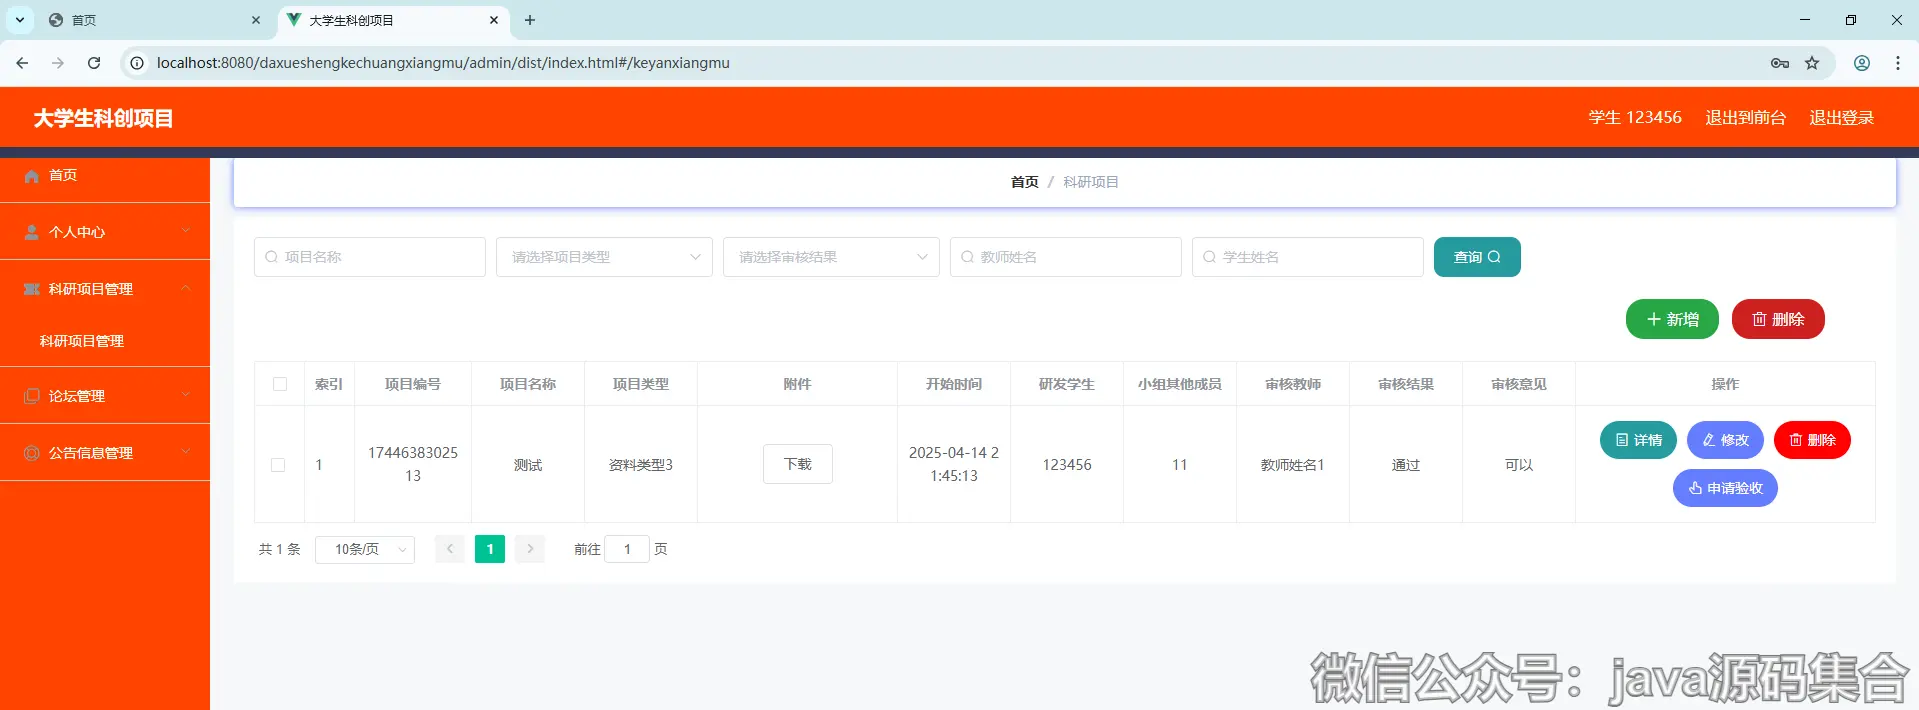 首页
大学生科创项目
localhost:8080/daxueshengkechuangxiangmu/admin/dist/index.html#/keyanxiangmu
大学生科创项目
学生 123456 退出到前台 退出登录
首页
个人中心
科研项目管理
科研项目管理
论坛管理
公告信息管理
首页 / 科研项目
项目名称 请选择项目类型 请选择审核结果 教师姓名 学生姓名 查询
新增 删除
索引 项目编号 项目名称 项目类型 附件 开始时间 研发学生 小组其他成员 审核教师 审核结果 审核意见 操作
1 17446383025
13 测试 资料类型3 下载 2025-04-14 2
1:45:13 123456 11 教师姓名1 通过 可以 详情 修改 删除
申请验收
共 1 条 10条/页 1 前往 1 页
微信公众号：java源码集合